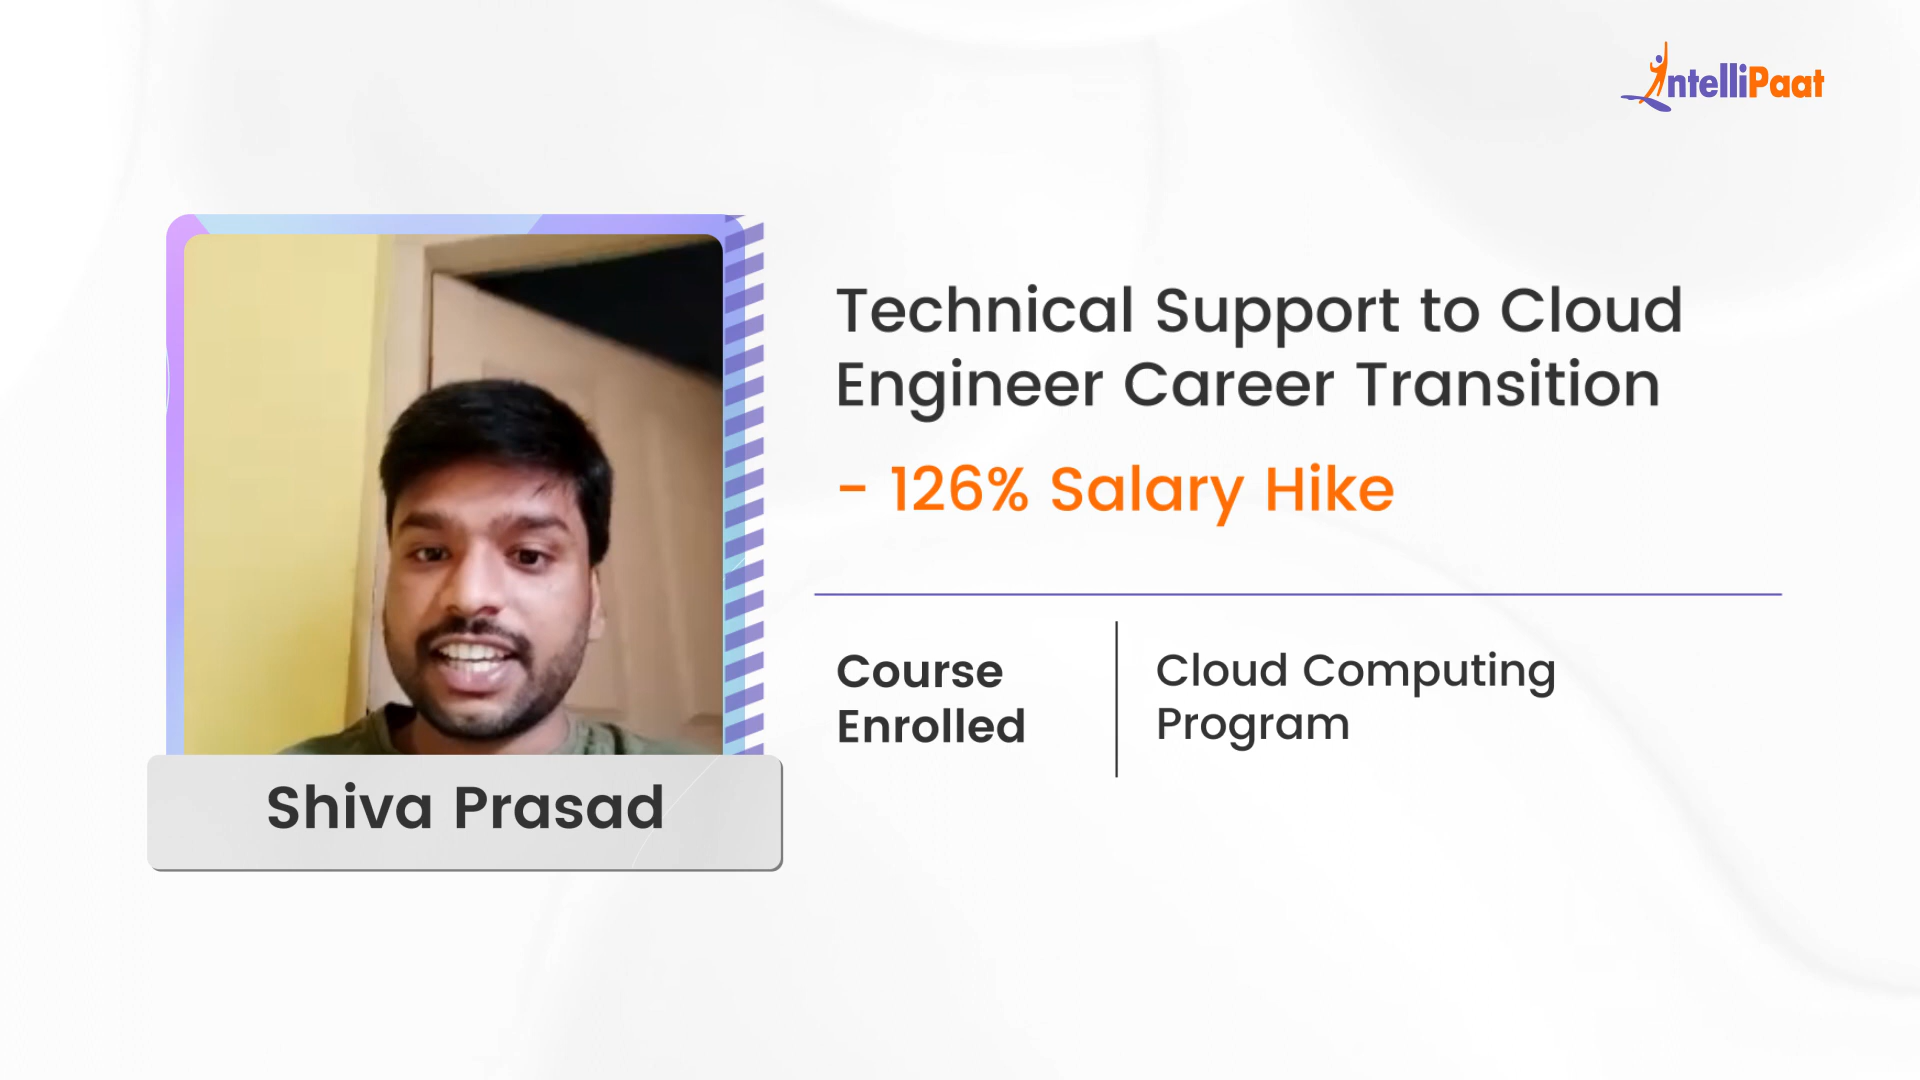 IntelliPaat
Technical Support to Cloud
Engineer Career Transition
- 126% Salary Hike
Course
Enrolled
Cloud Computing
Program
Shiva Prasad